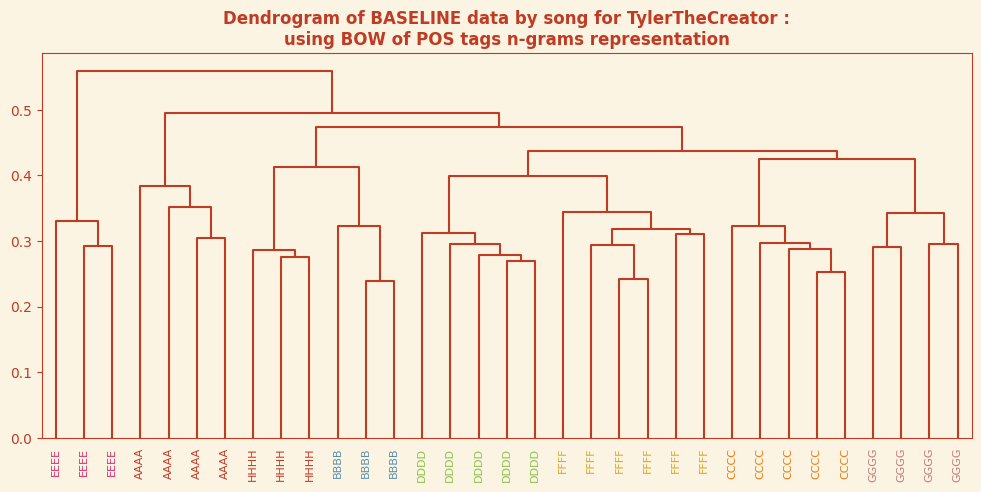 Dendrogram of BASELINE data by song for TylerTheCreator :
using BOW of POS tags n-grams representation
0.5
0.4
0.3
0.2
0.1
0.0
EEEE EEEE EEEE AAAA AAAA AAAA AAAA HHHH HHHH HHHH BBBB BBBB BBBB DDDD DDDD DDDD DDDD DDDD FFFF FFFF FFFF FFFF FFFF FFFF CCCC CCCC CCCC CCCC CCCC GGGG GGGG GGGG GGGG